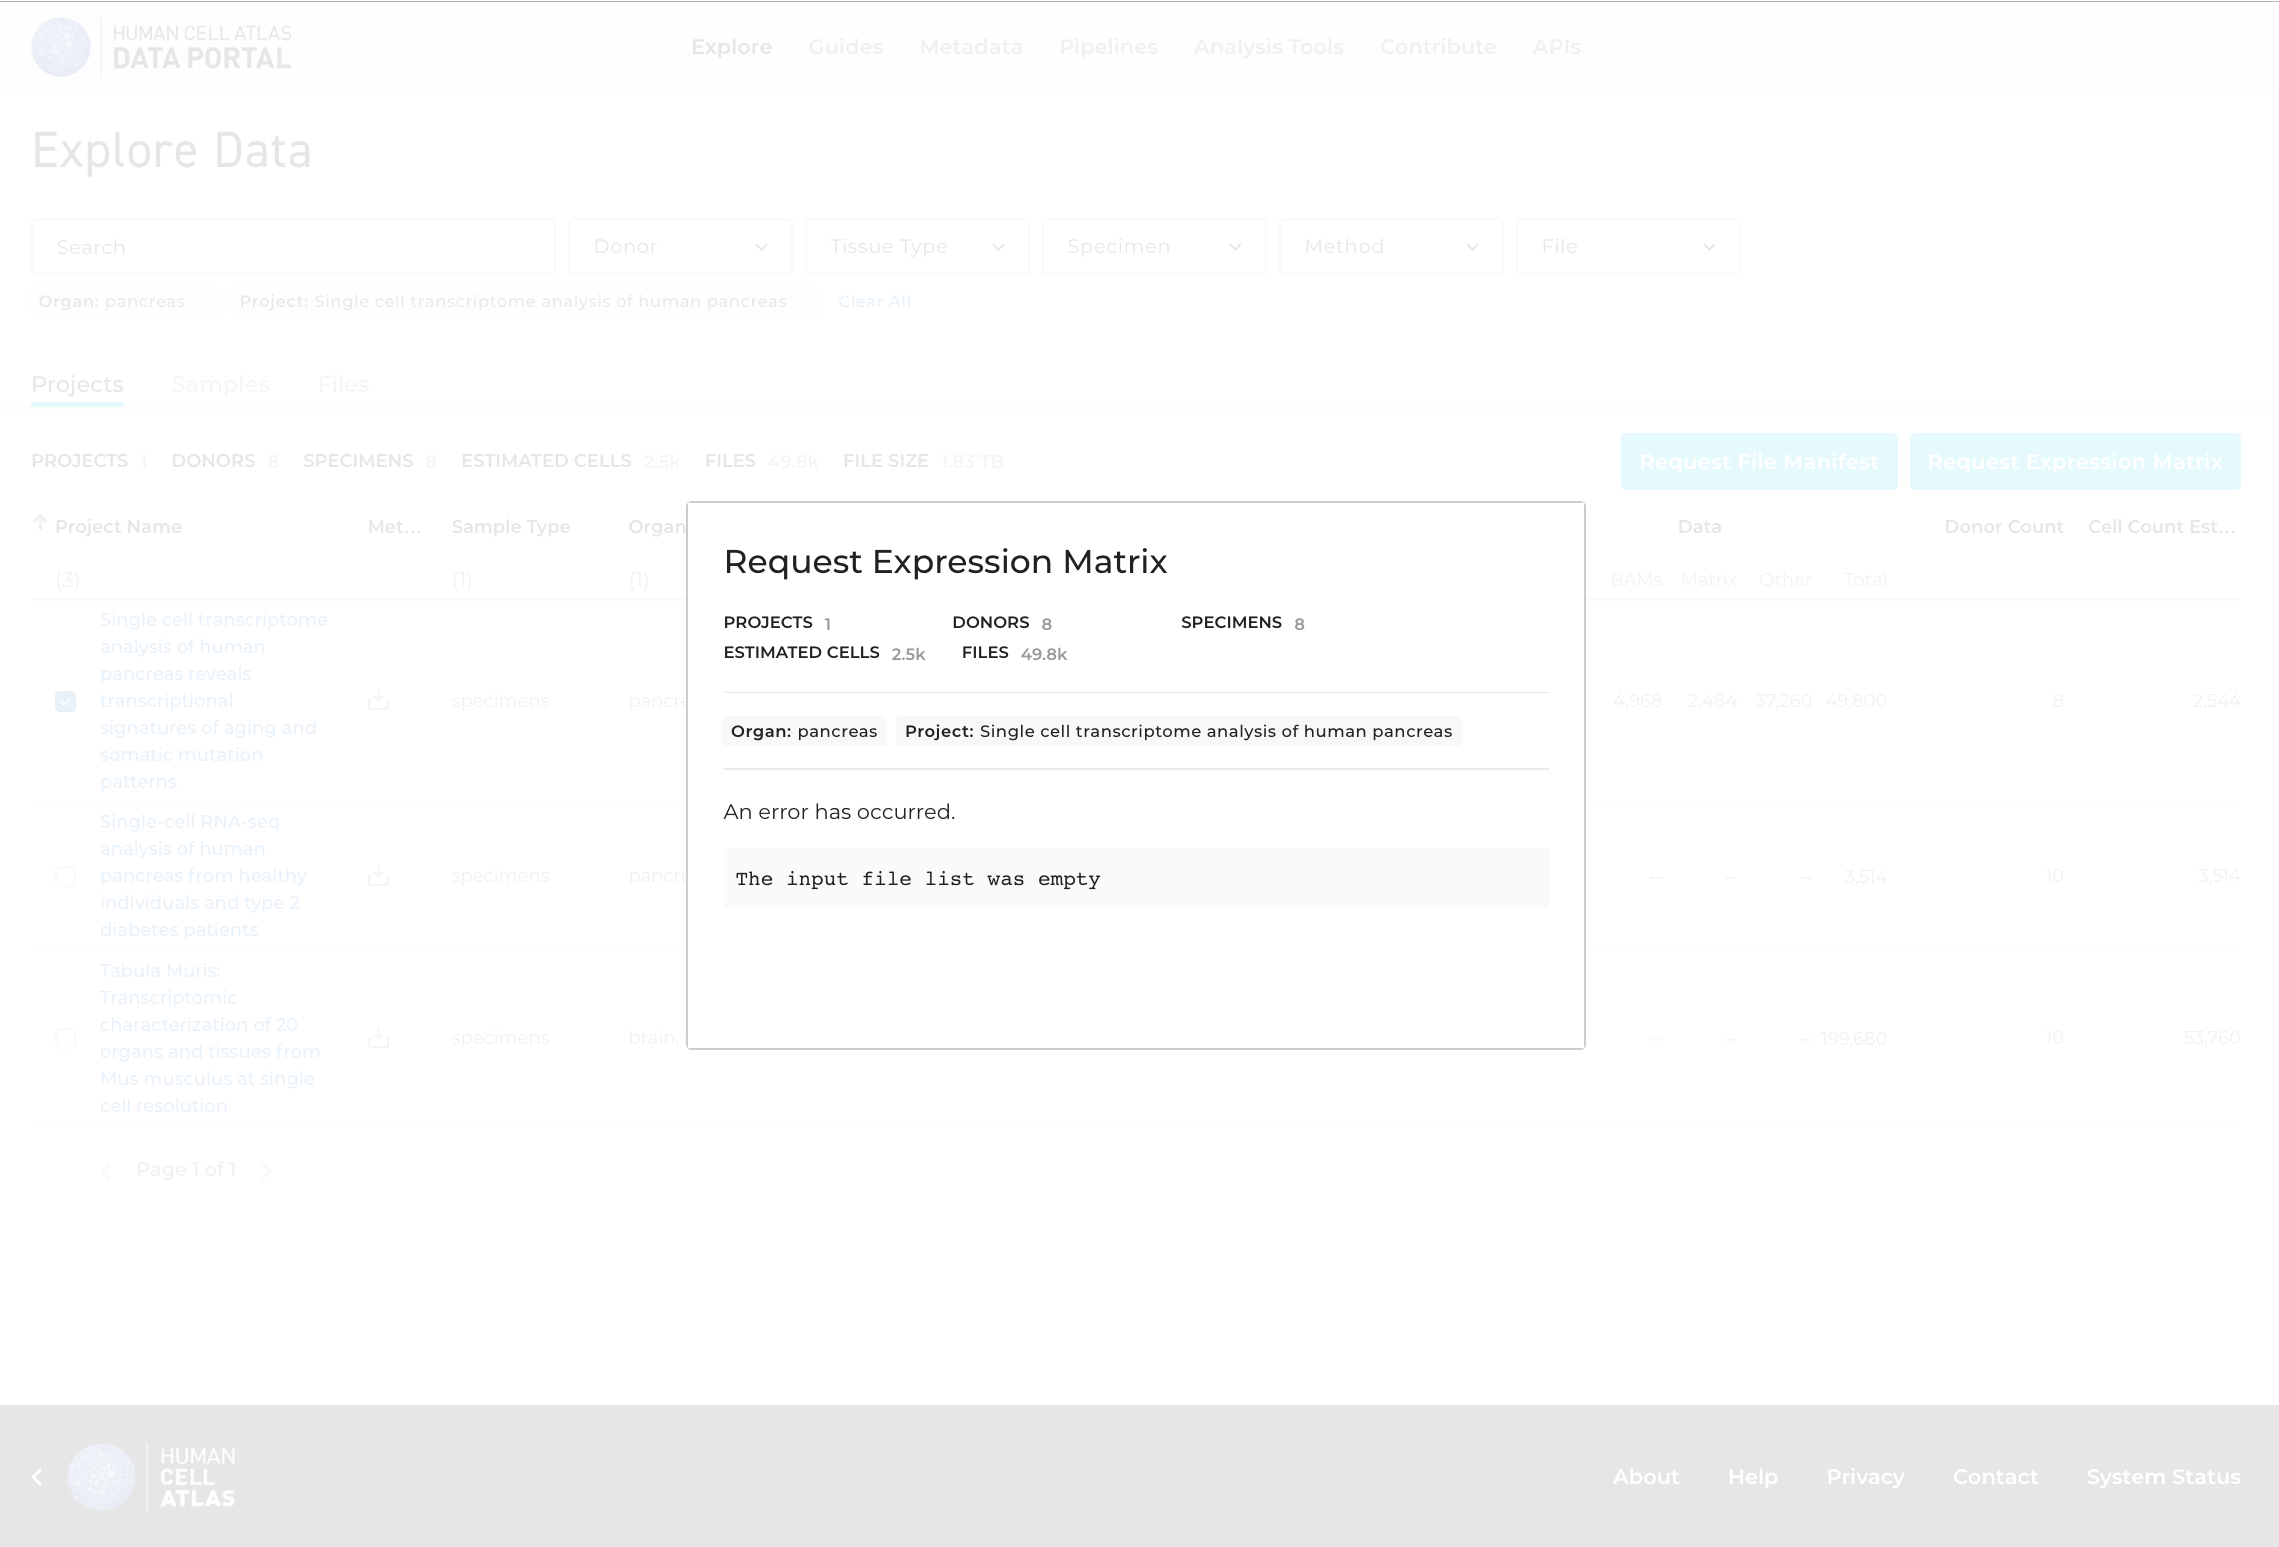 HUMAN CELL ATLAS
DATA PORTAL
Explore Guides Metadata Pipelines Analysis Tools Contribute APIs
Explore Data
Search Donor Tissue Type Specimen Method File
Organ: pancreas Project: Single cell transcriptome analysis of human pancreas Clear All
Projects Samples Files
PROJECTS 1 DONORS 8 SPECIMENS 8 ESTIMATED CELLS 2.5k FILES 49.8k FILE SIZE 1.83 TB Request File Manifest Request Expression Matrix
Project Name Met... Sample Type Organ Data Donor Count Cell Count Est...
(3) (1) (1) BAMs Matrix Other Total
Single cell transcriptome
analysis of human
pancreas reveals
transcriptional
signatures of aging and
somatic mutation
patterns.
specimens pancre 4,968 2,484 37,260 49,800 8 2,544
Single-cell RNA-seq
analysis of human
pancreas from healthy
individuals and type 2
diabetes patients
specimens pancre -- -- -- 3,514 10 3,514
Tabula Muris:
Transcriptomic
characterization of 20
organs and tissues from
Mus musculus at single
cell resolution
specimens brain, -- -- -- 199,680 10 53,760
Page 1 of 1
Request Expression Matrix
PROJECTS 1 DONORS 8 SPECIMENS 8
ESTIMATED CELLS 2.5k FILES 49.8k
Organ: pancreas Project: Single cell transcriptome analysis of human pancreas
An error has occurred.
The input file list was empty
HUMAN
CELL
ATLAS
About Help Privacy Contact System Status